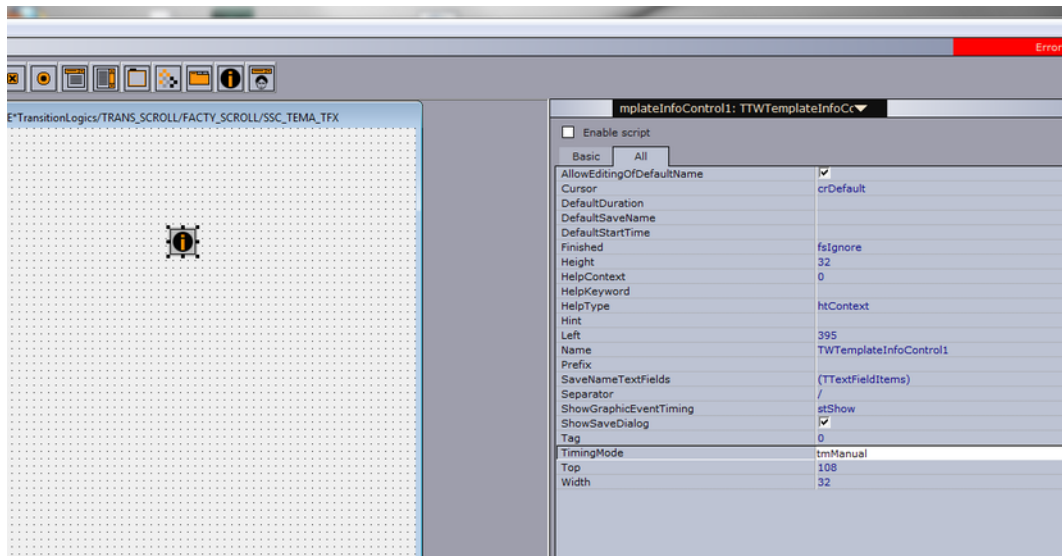 Error
E*TransitionLogics/TRANS_SCROLL/FACTY_SCROLL/SSC_TEMA_TFX
mplateInfoControl1: TTWTemplateInfoCc
Enable script
Basic All
AllowEditingOfDefaultName
Cursor crDefault
DefaultDuration
DefaultSaveName
DefaultStartTime
Finished fsIgnore
Height 32
HelpContext 0
HelpKeyword
HelpType htContext
Hint
Left 395
Name TWTemplateInfoControl1
Prefix
SaveNameTextFields (TTextFieldItems)
Separator /
ShowGraphicEventTiming stShow
ShowSaveDialog
Tag 0
TimingMode tmManual
Top 108
Width 32